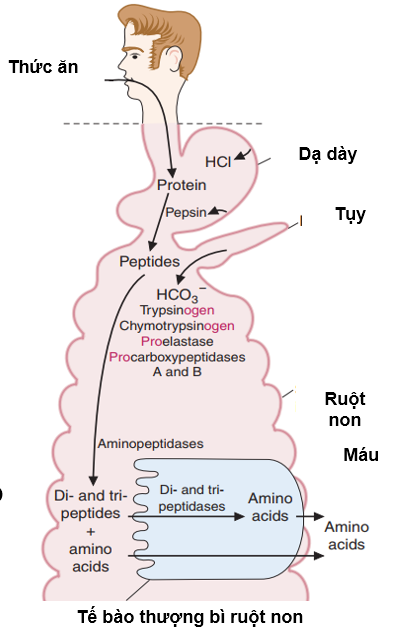 Thức ăn
HCl
Dạ dày
Protein
Pepsin
Tụy
l
Peptides
HCO₃⁻
Trypsinogen
Chymotrypsinogen
Proelastase
Procarboxypeptidases
A and B
Ruột
non
Máu
Aminopeptidases
Di- and tri-
peptides
+
amino
acids
Di- and tri-
peptidases
Amino
acids
Amino
acids
Tế bào thượng bì ruột non